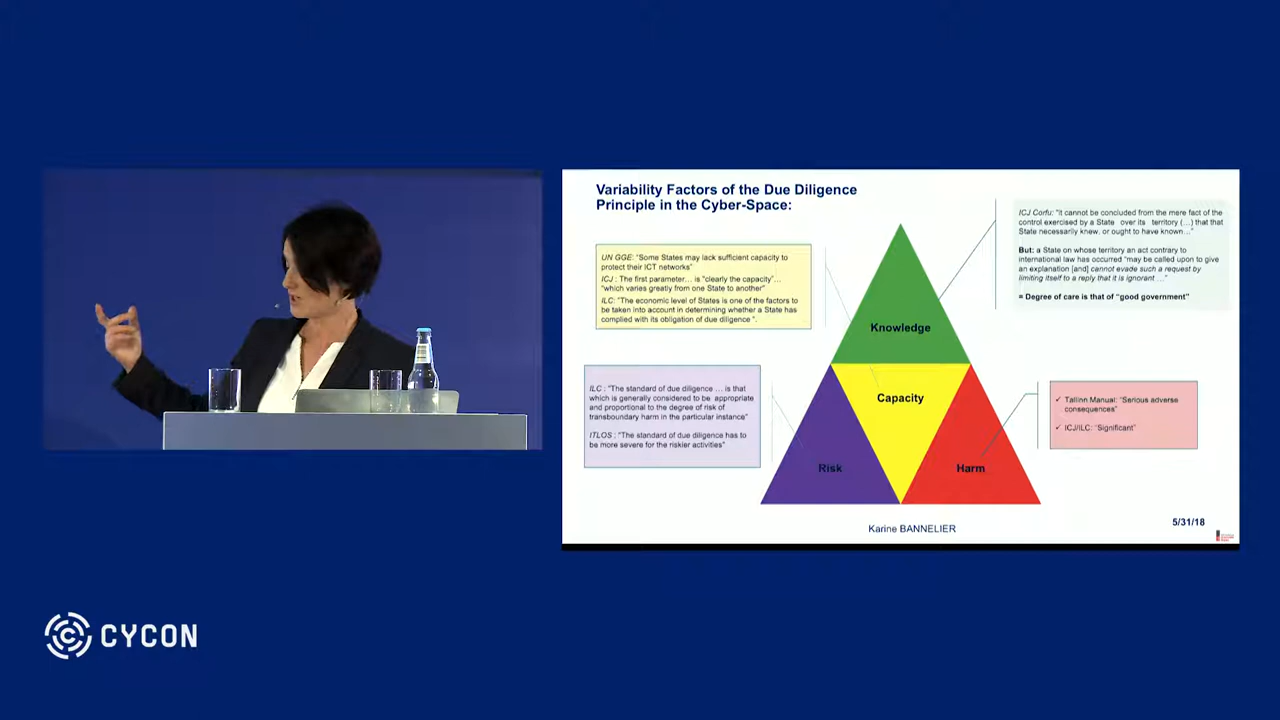 Variability Factors of the Due Diligence
Principle in the Cyber-Space:
UN GGE: "Some States may lack sufficient capacity to
protect their ICT networks"
ICJ : The first parameter… is "clearly the capacity"…
"which varies greatly from one State to another"
ILC: "The economic level of States is one of the factors to
be taken into account in determining whether a State has
complied with its obligation of due diligence ".
ICJ Corfu: "it cannot be concluded from the mere fact of the
control exercised by a State over its territory (…) that that
State necessarily knew, or ought to have known…"
But: a State on whose territory an act contrary to
international law has occurred "may be called upon to give
an explanation [and] cannot evade such a request by
limiting itself to a reply that it is ignorant …"
= Degree of care is that of "good government"
Knowledge
Capacity
Risk
Harm
ILC : "The standard of due diligence … is that
which is generally considered to be appropriate
and proportional to the degree of risk of
transboundary harm in the particular instance"
ITLOS : "The standard of due diligence has to
be more severe for the riskier activities"
✓ Tallinn Manual: "Serious adverse
consequences"
✓ ICJ/ILC: "Significant"
Karine BANNELIER
5/31/18
CYCON